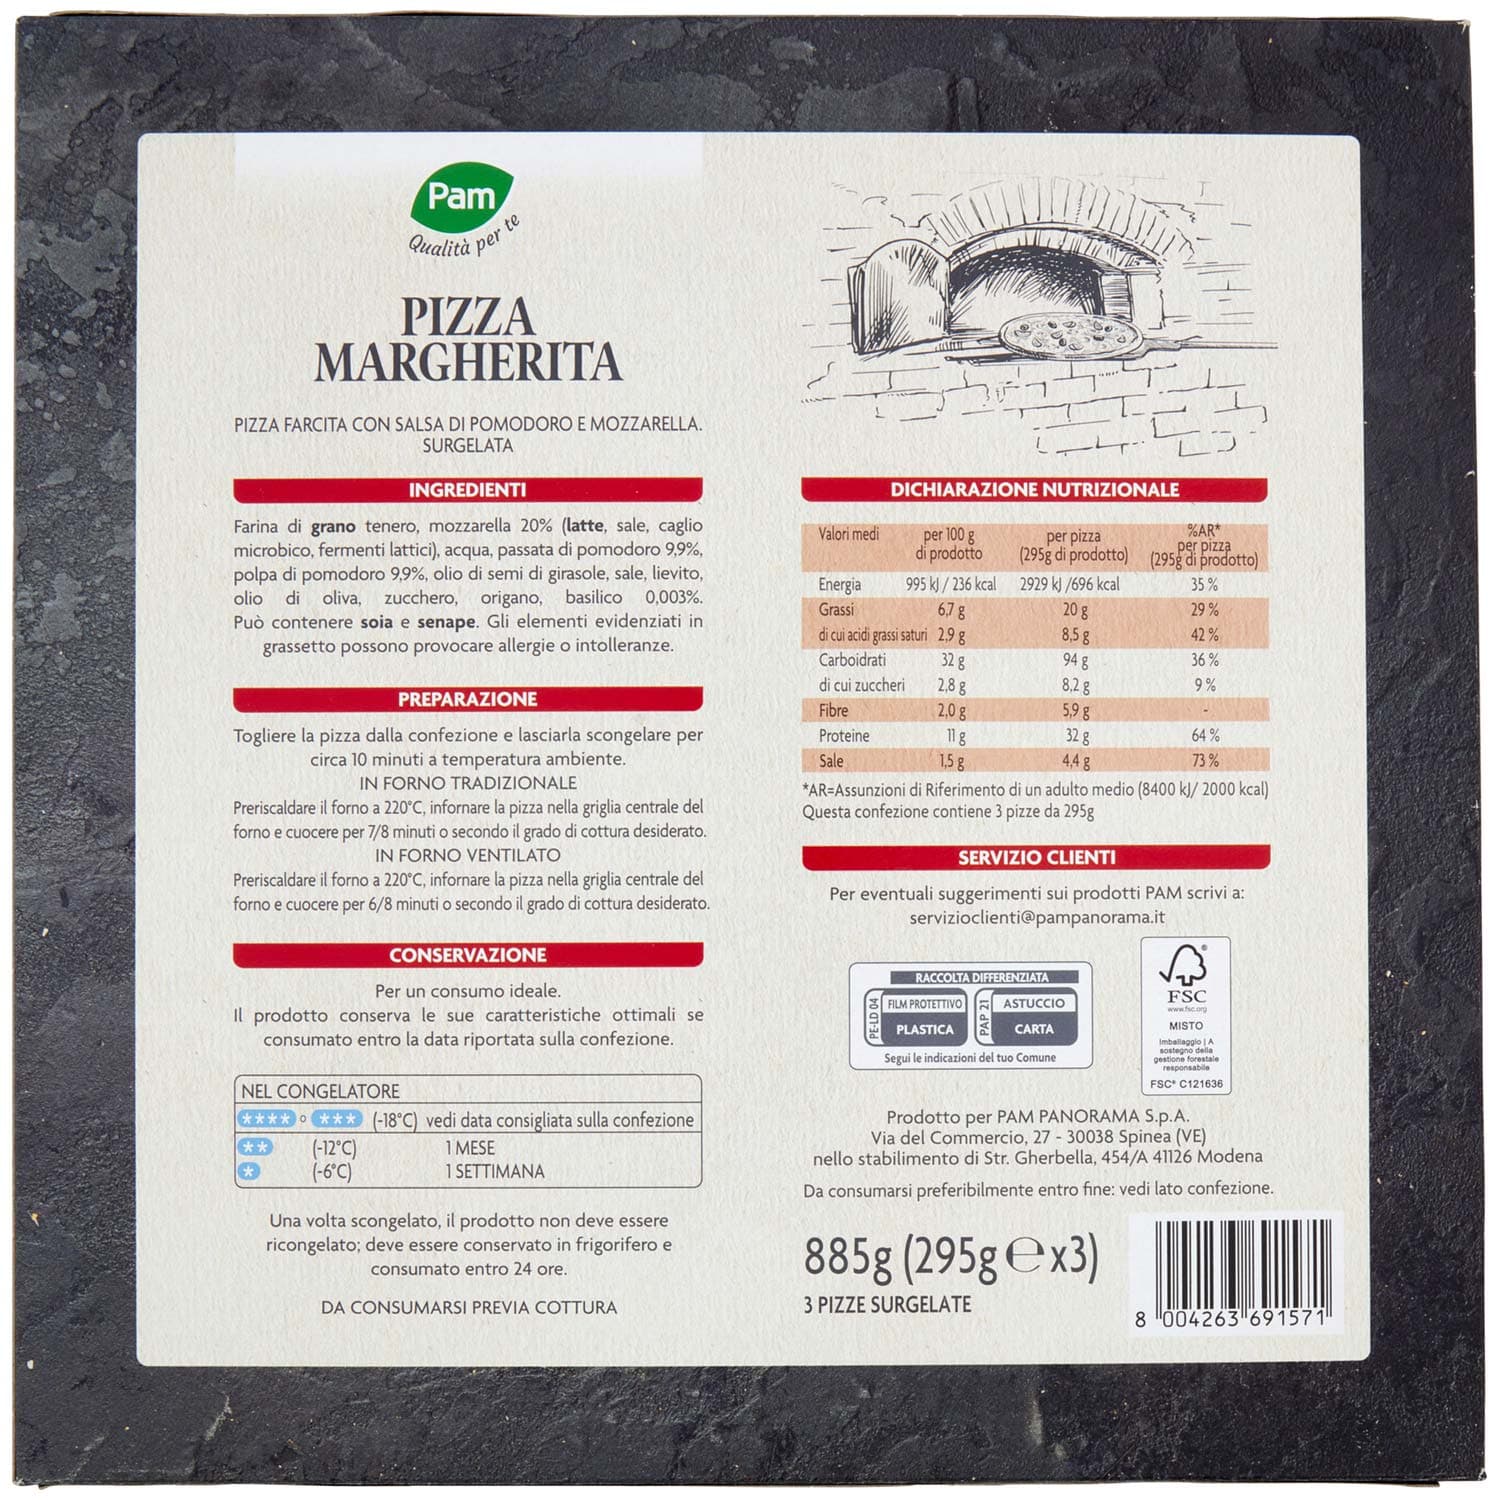 Pam
Qualità per te
PIZZA
MARGHERITA
PIZZA FARCITA CON SALSA DI POMODORO E MOZZARELLA.
SURGELATA
INGREDIENTI
Farina di grano tenero, mozzarella 20% (latte, sale, caglio
microbico, fermenti lattici), acqua, passata di pomodoro 9,9%,
polpa di pomodoro 9,9%, olio di semi di girasole, sale, lievito,
olio di oliva, zucchero, origano, basilico 0,003%.
Può contenere soia e senape. Gli elementi evidenziati in
grassetto possono provocare allergie o intolleranze.
PREPARAZIONE
Togliere la pizza dalla confezione e lasciarla scongelare per
circa 10 minuti a temperatura ambiente.
IN FORNO TRADIZIONALE
Preriscaldare il forno a 220°C, infornare la pizza nella griglia centrale del
forno e cuocere per 7/8 minuti o secondo il grado di cottura desiderato.
IN FORNO VENTILATO
Preriscaldare il forno a 220°C, infornare la pizza nella griglia centrale del
forno e cuocere per 6/8 minuti o secondo il grado di cottura desiderato.
CONSERVAZIONE
Per un consumo ideale.
Il prodotto conserva le sue caratteristiche ottimali se
consumato entro la data riportata sulla confezione.
NEL CONGELATORE
**** o *** (-18°C) vedi data consigliata sulla confezione
** (-12°C) 1 MESE
* (-6°C) 1 SETTIMANA
Una volta scongelato, il prodotto non deve essere
ricongelato; deve essere conservato in frigorifero e
consumato entro 24 ore.
DA CONSUMARSI PREVIA COTTURA
DICHIARAZIONE NUTRIZIONALE
Valori medi per 100 g di prodotto per pizza (295g di prodotto) %AR* per pizza (295g di prodotto)
Energia 995 kJ / 236 kcal 2929 kJ /696 kcal 35 %
Grassi 6,7 g 20 g 29 %
di cui acidi grassi saturi 2,9 g 8,5 g 42 %
Carboidrati 32 g 94 g 36 %
di cui zuccheri 2,8 g 8,2 g 9 %
Fibre 2,0 g 5,9 g -
Proteine 11 g 32 g 64 %
Sale 1,5 g 4,4 g 73 %
*AR=Assunzioni di Riferimento di un adulto medio (8400 kJ/ 2000 kcal)
Questa confezione contiene 3 pizze da 295g
SERVIZIO CLIENTI
Per eventuali suggerimenti sui prodotti PAM scrivi a:
servizioclienti@pampanorama.it
RACCOLTA DIFFERENZIATA
PE-LD 04 FILM PROTETTIVO PLASTICA
PAP 21 ASTUCCIO CARTA
Segui le indicazioni del tuo Comune
®
FSC
www.fsc.org
MISTO
Imballaggio | A
sostegno della
gestione forestale
responsabile
FSC® C121636
Prodotto per PAM PANORAMA S.p.A.
Via del Commercio, 27 - 30038 Spinea (VE)
nello stabilimento di Str. Gherbella, 454/A 41126 Modena
Da consumarsi preferibilmente entro fine: vedi lato confezione.
885g (295g ℮ x3)
3 PIZZE SURGELATE
8 004263 691571